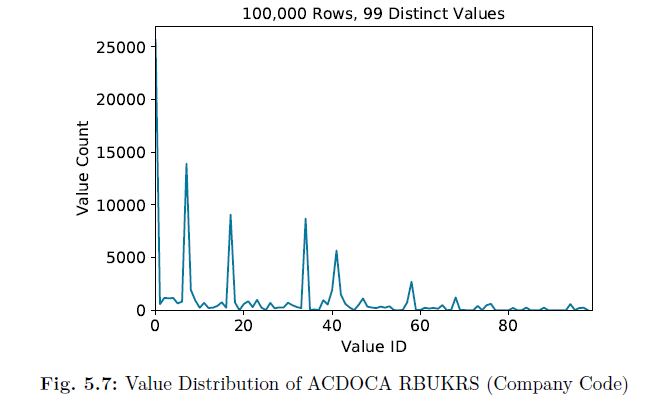 100,000 Rows, 99 Distinct Values
25000
20000
15000
10000
5000
0
Value Count
0 20 40 60 80
Value ID
Fig. 5.7: Value Distribution of ACDOCA RBUKRS (Company Code)